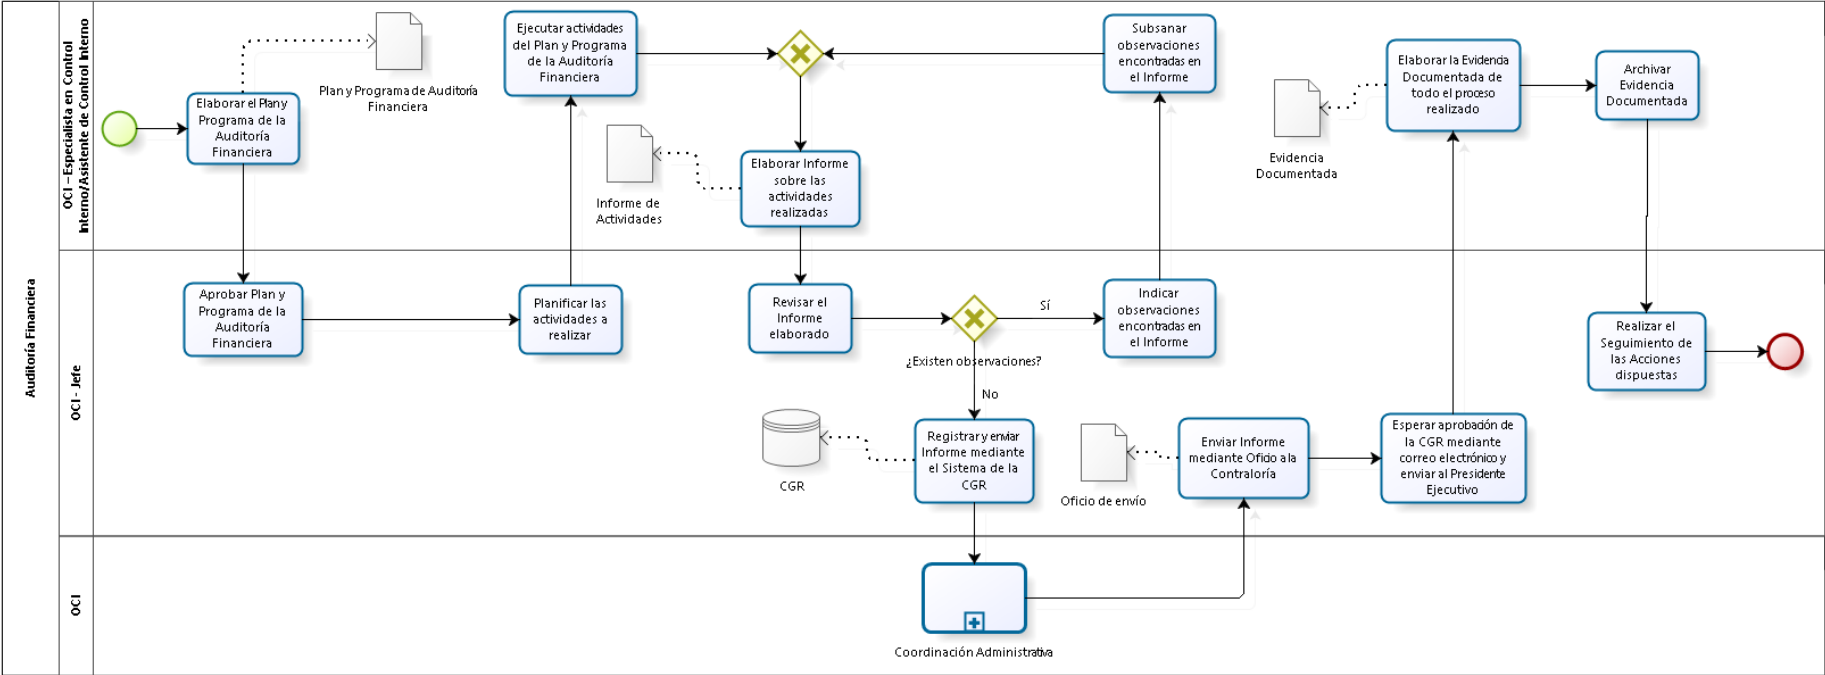 Auditoría Financiera
OCI – Especialista en Control
Interno/Asistente de Control Interno
Elaborar el Plan y
Programa de la
Auditoría
Financiera
Plan y Programa de Auditoría
Financiera
Ejecutar actividades
del Plan y Programa
de la Auditoría
Financiera
Informe de
Actividades
Elaborar Informe
sobre las
actividades
realizadas
Subsanar
observaciones
encontradas en
el Informe
Evidencia
Documentada
Elaborar la Evidencia
Documentada de
todo el proceso
realizado
Archivar
Evidencia
Documentada
OCI - Jefe
Aprobar Plan y
Programa de la
Auditoría
Financiera
Planificar las
actividades a
realizar
Revisar el
Informe
elaborado
¿Existen observaciones?
Sí
No
Indicar
observaciones
encontradas en
el Informe
CGR
Registrar y enviar
Informe mediante
el Sistema de la
CGR
Oficio de envío
Enviar Informe
mediante Oficio a la
Contraloría
Esperar aprobación de
la CGR mediante
correo electrónico y
enviar al Presidente
Ejecutivo
Realizar el
Seguimiento de
las Acciones
dispuestas
OCI
Coordinación Administrativa